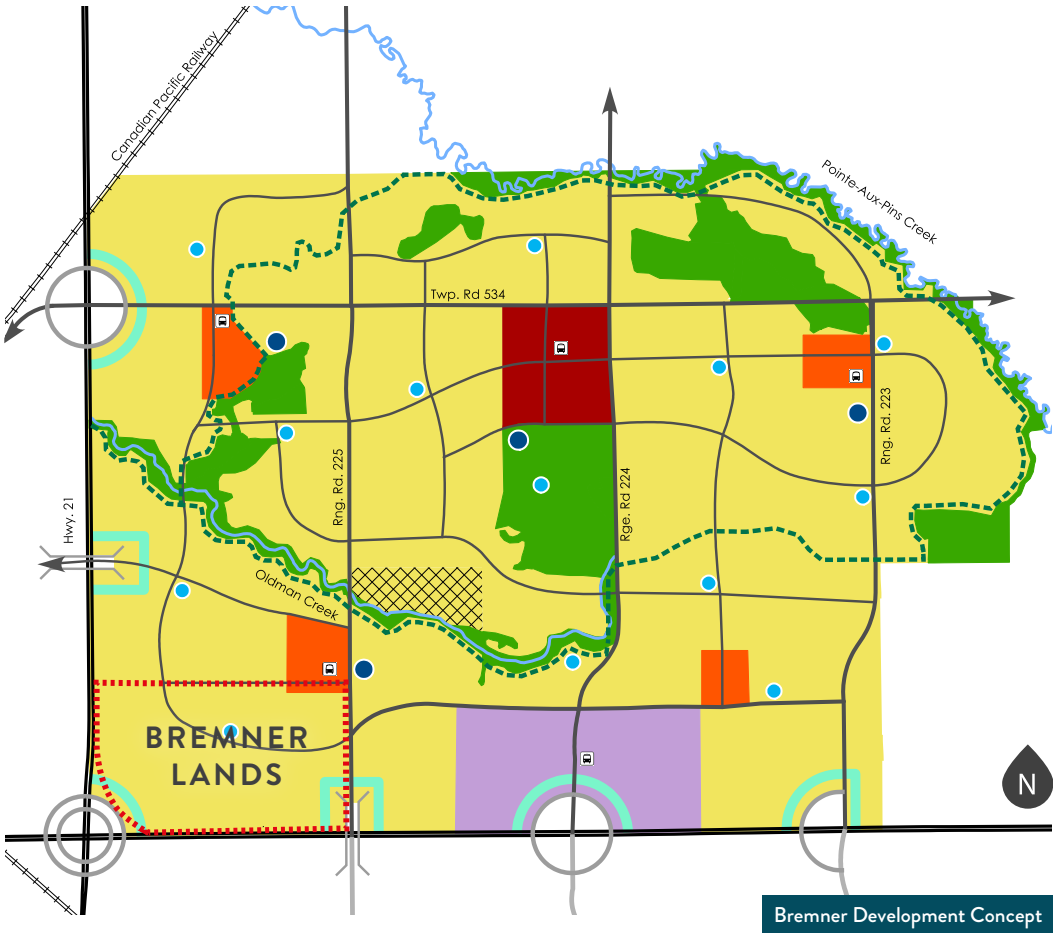 Canadian Pacific Railway
Pointe-Aux-Pins Creek
Twp. Rd 534
Rng. Rd. 223
Rng. Rd. 225
Rge. Rd 224
Hwy. 21
Oldman Creek
BREMNER
LANDS
N
Bremner Development Concept